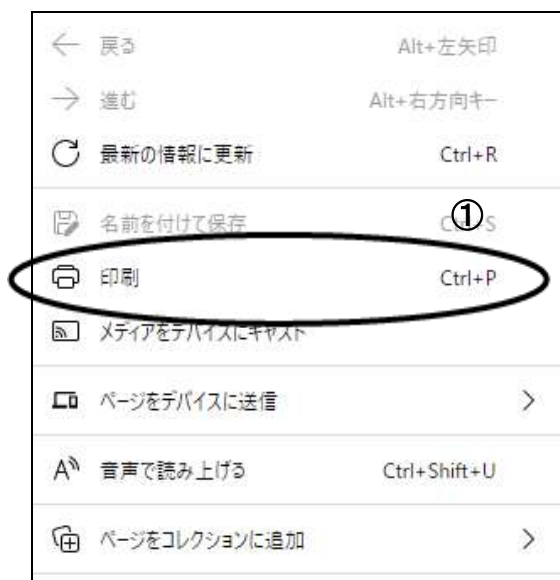 戻る Alt+左矢印
進む Alt+右方向キー
最新の情報に更新 Ctrl+R
①
名前を付けて保存 Ctrl+S
印刷 Ctrl+P
メディアをデバイスにキャスト
ページをデバイスに送信
音声で読み上げる Ctrl+Shift+U
ページをコレクションに追加